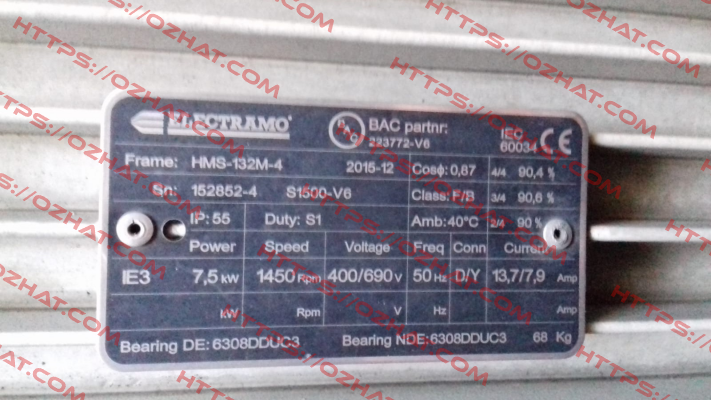 ELECTRAMO
BAC
BAC partnr:
223772-V6
IEC
60034 CE
Frame: HMS-132M-4 2015-12 Cosφ: 0,87 4/4 90,4 %
Sn: 152852-4 S1500-V6 Class: F/B 3/4 90,6 %
IP: 55 Duty: S1 Amb: 40°C 2/4 90 %
Power Speed Voltage Freq Conn Current
IE3 7,5 kW 1450 Rpm 400/690 V 50 Hz D/Y 13,7/7,9 Amp
kW Rpm V Hz Amp
Bearing DE: 6308DDUC3 Bearing NDE: 6308DDUC3 68 Kg
HTTPS://OZHAT.COM